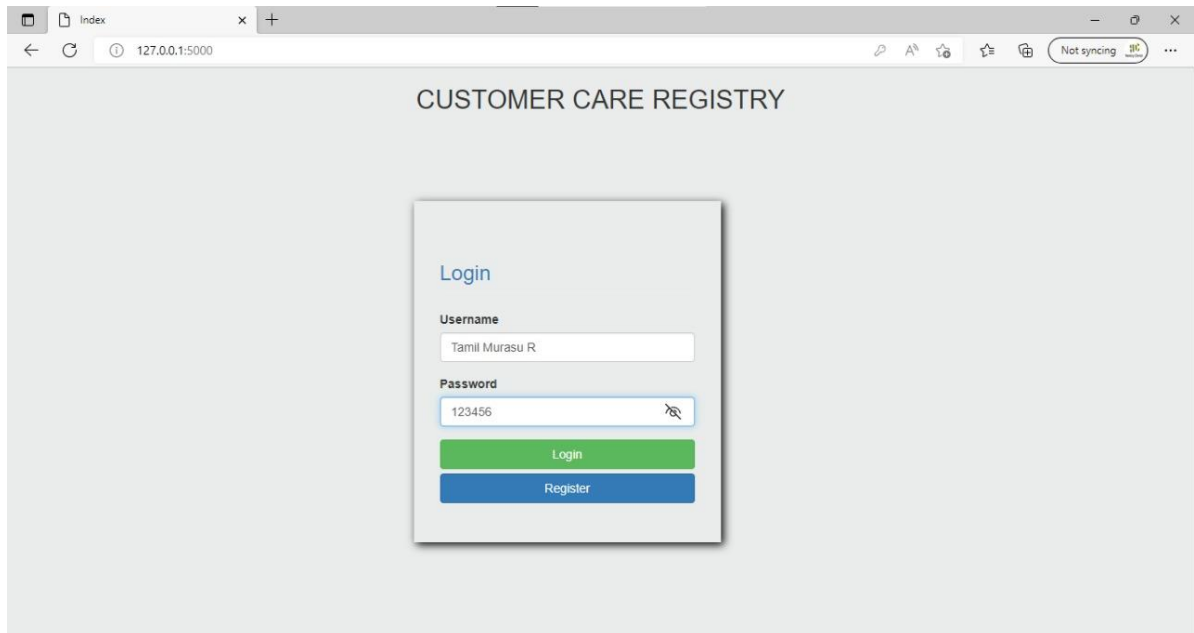 Index
127.0.0.1:5000
Not syncing
CUSTOMER CARE REGISTRY
Login
Username
Tamil Murasu R
Password
123456
Login
Register